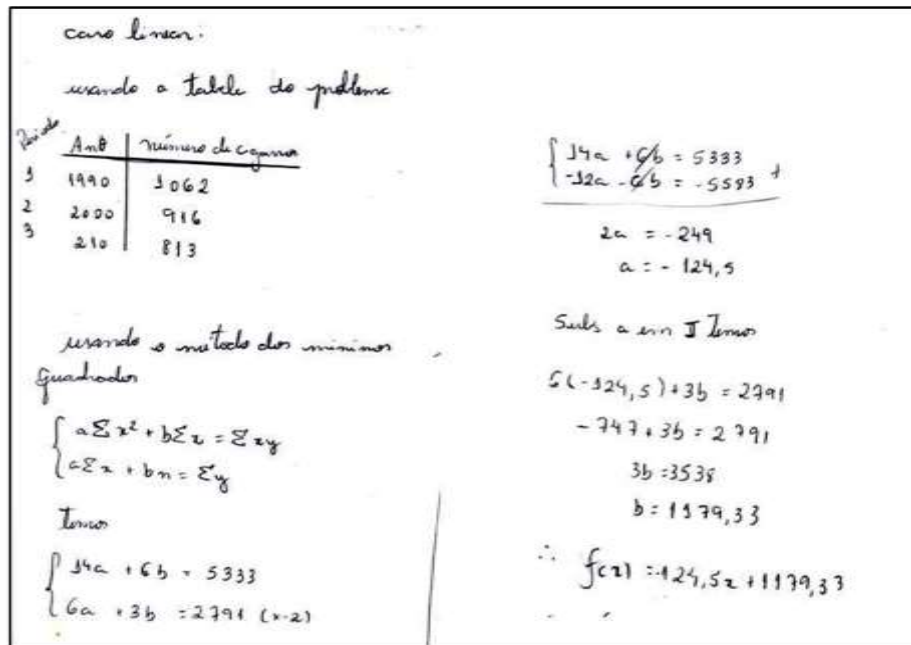 caso linear:
usando a tabela do problema
Período
Ano número de cigarros
1 1990 1062
2 2000 916
3 210 813
usando o método dos mínimos
quadrados
{ aΣx² + bΣx = Σxy
{ aΣx + bn = Σy
Temos
{ 14a + 6b = 5333
{ 6a + 3b = 2791 (x-2)
{ 14a + 6b = 5333
-12a - 6b = -5583 +
2a = -249
a = -124,5
Subs a em II Temos
6(-124,5) + 3b = 2791
-747 + 3b = 2791
3b = 3538
b = 1179,33
∴ f(x) = -124,5x + 1179,33